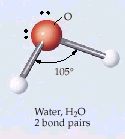 O
105°
Water, H₂O
2 bond pairs